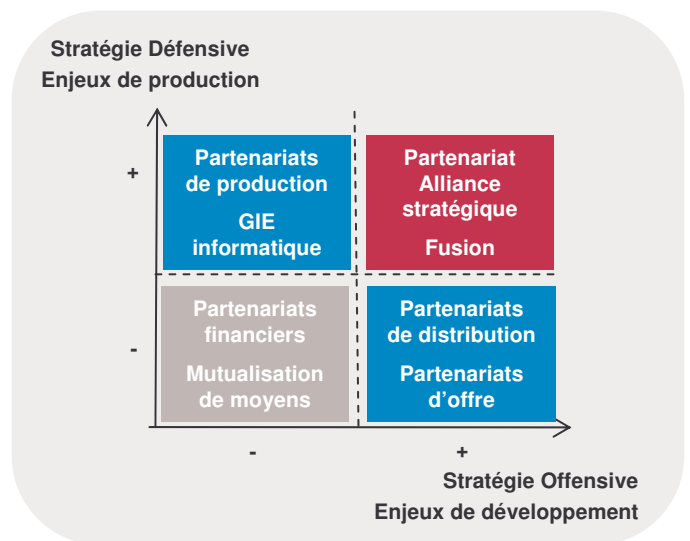 Stratégie Défensive
Enjeux de production
+
Partenariats
de production
GIE
informatique
Partenariat
Alliance
stratégique
Fusion
-
Partenariats
financiers
Mutualisation
de moyens
Partenariats
de distribution
Partenariats
d'offre
-
+
Stratégie Offensive
Enjeux de développement